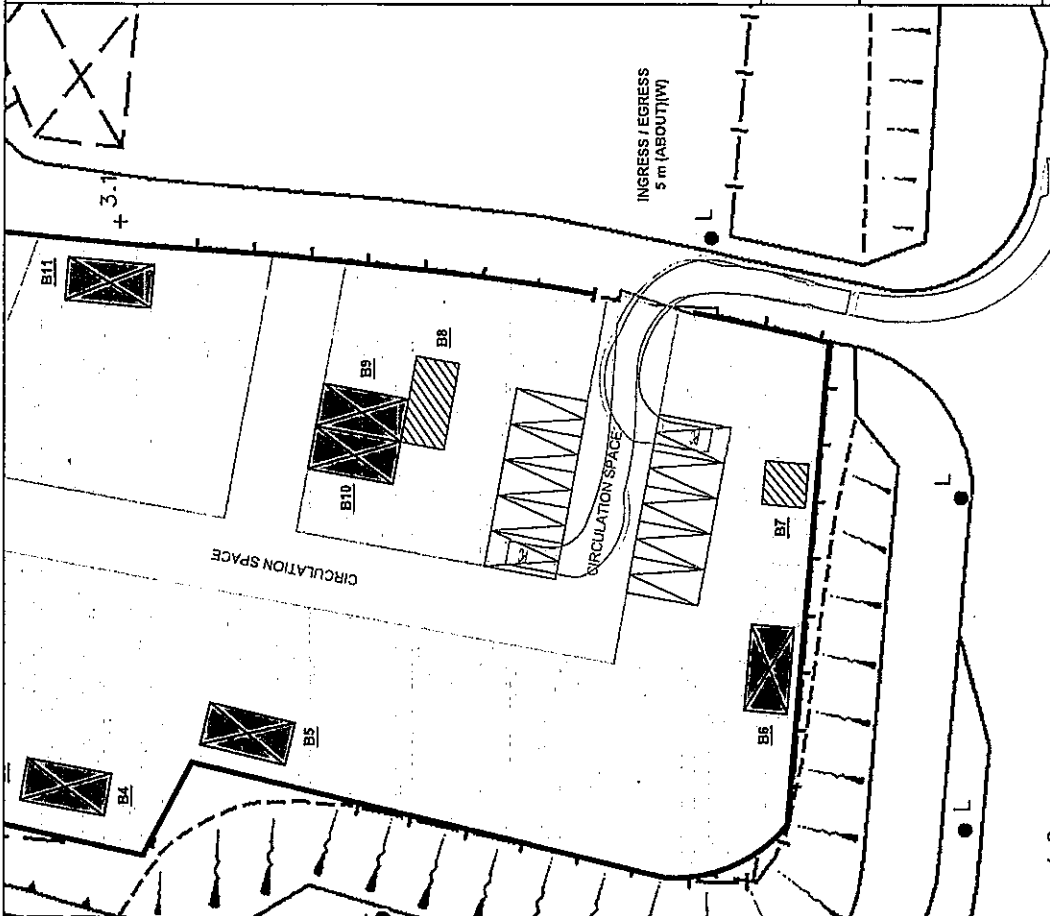 + 3.1
INGRESS / EGRESS
5 m (ABOUT)(W)
L
B11
B9
B8
B10
CIRCULATION SPACE
CIRCULATION SPACE
B7
L
B5
B4
B6
L